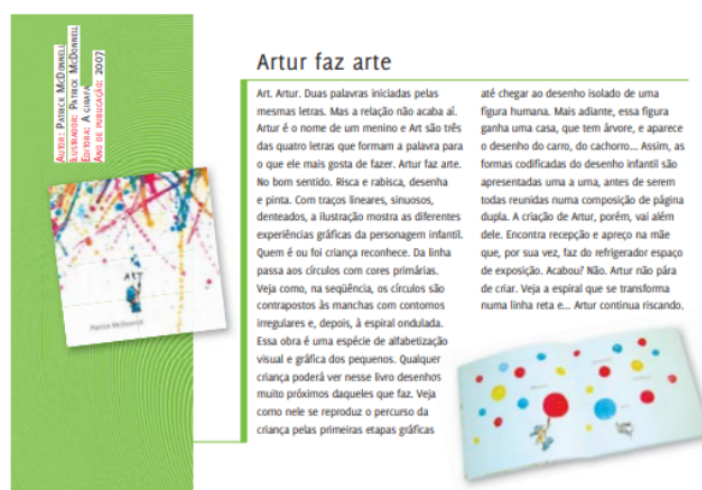 AUTOR: PATRICK MCDONNELL
ILUSTRADOR: PATRICK MCDONNELL
EDITORA: A GIRAFA
ANO DE PUBLICAÇÃO: 2007
Artur faz arte
Art. Artur. Duas palavras iniciadas pelas
mesmas letras. Mas a relação não acaba aí.
Artur é o nome de um menino e Art são três
das quatro letras que formam a palavra para
o que ele mais gosta de fazer. Artur faz arte.
No bom sentido. Risca e rabisca, desenha
e pinta. Com traços lineares, sinuosos,
denteados, a ilustração mostra as diferentes
experiências gráficas da personagem infantil.
Quem é ou foi criança reconhece. Da linha
passa aos círculos com cores primárias.
Veja como, na seqüência, os círculos são
contrapostos às manchas com contornos
irregulares e, depois, à espiral ondulada.
Essa obra é uma espécie de alfabetização
visual e gráfica dos pequenos. Qualquer
criança poderá ver nesse livro desenhos
muito próximos daqueles que faz. Veja
como nele se reproduz o percurso da
criança pelas primeiras etapas gráficas
até chegar ao desenho isolado de uma
figura humana. Mais adiante, essa figura
ganha uma casa, que tem árvore, e aparece
o desenho do carro, do cachorro... Assim, as
formas codificadas do desenho infantil são
apresentadas uma a uma, antes de serem
todas reunidas numa composição de página
dupla. A criação de Artur, porém, vai além
dele. Encontra recepção e apreço na mãe
que, por sua vez, faz do refrigerador espaço
de exposição. Acabou? Não. Artur não pára
de criar. Veja a espiral que se transforma
numa linha reta e... Artur continua riscando.
ART
Patrick McDonnell